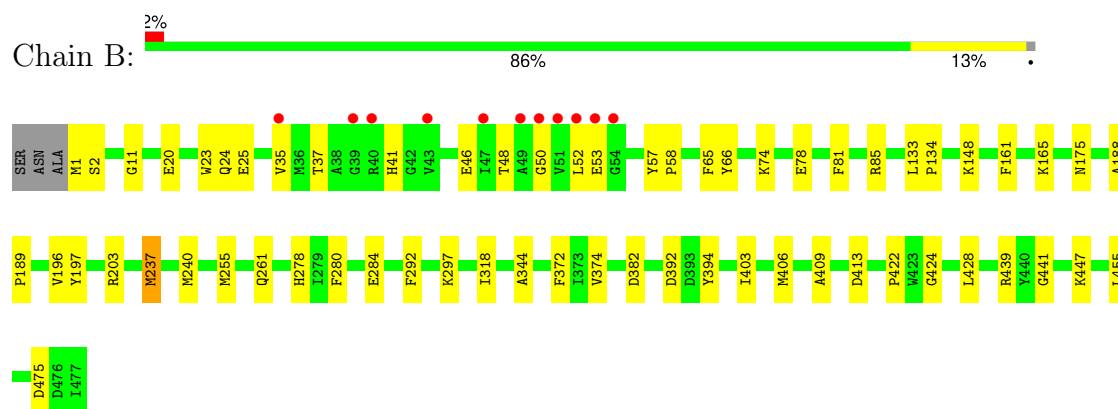 2%
Chain B:
86% 13% •
SER ASN ALA M1 S2 G11 E20 W23 Q24 E25 V35 M36 T37 A38 G39 R40 H41 G42 V43 E46 I47 T48 A49 G50 V51 L52 E53 G54 Y57 P58 F65 Y66 K74 E78 F81 R85 L133 P134 K148 F161 K165 N175 A188
P189 V196 Y197 R203 M237 M240 M255 Q261 H278 I279 F280 E284 F292 K297 I318 A344 F372 I373 V374 D382 D392 D393 Y394 I403 M406 A409 D413 P422 W423 G424 L428 R439 Y440 G441 K447
D475 D476 I477